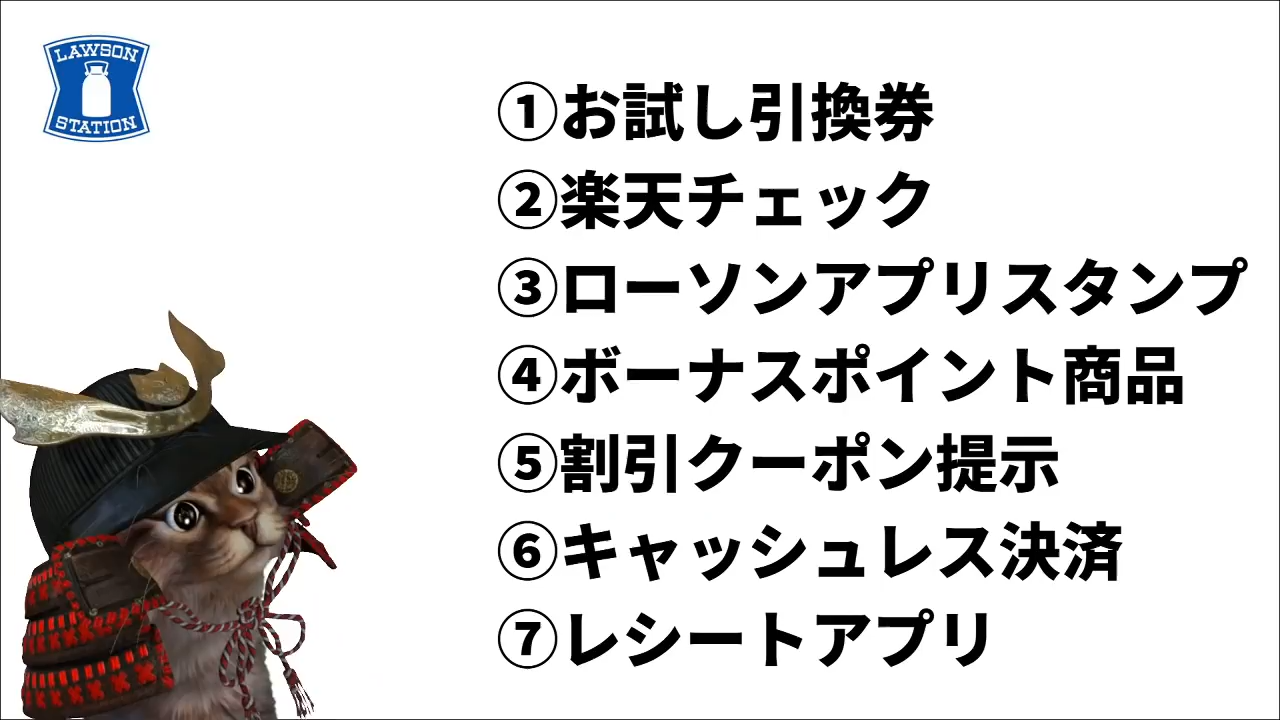 LAWSON
STATION
①お試し引換券
②楽天チェック
③ローソンアプリスタンプ
④ボーナスポイント商品
⑤割引クーポン提示
⑥キャッシュレス決済
⑦レシートアプリ